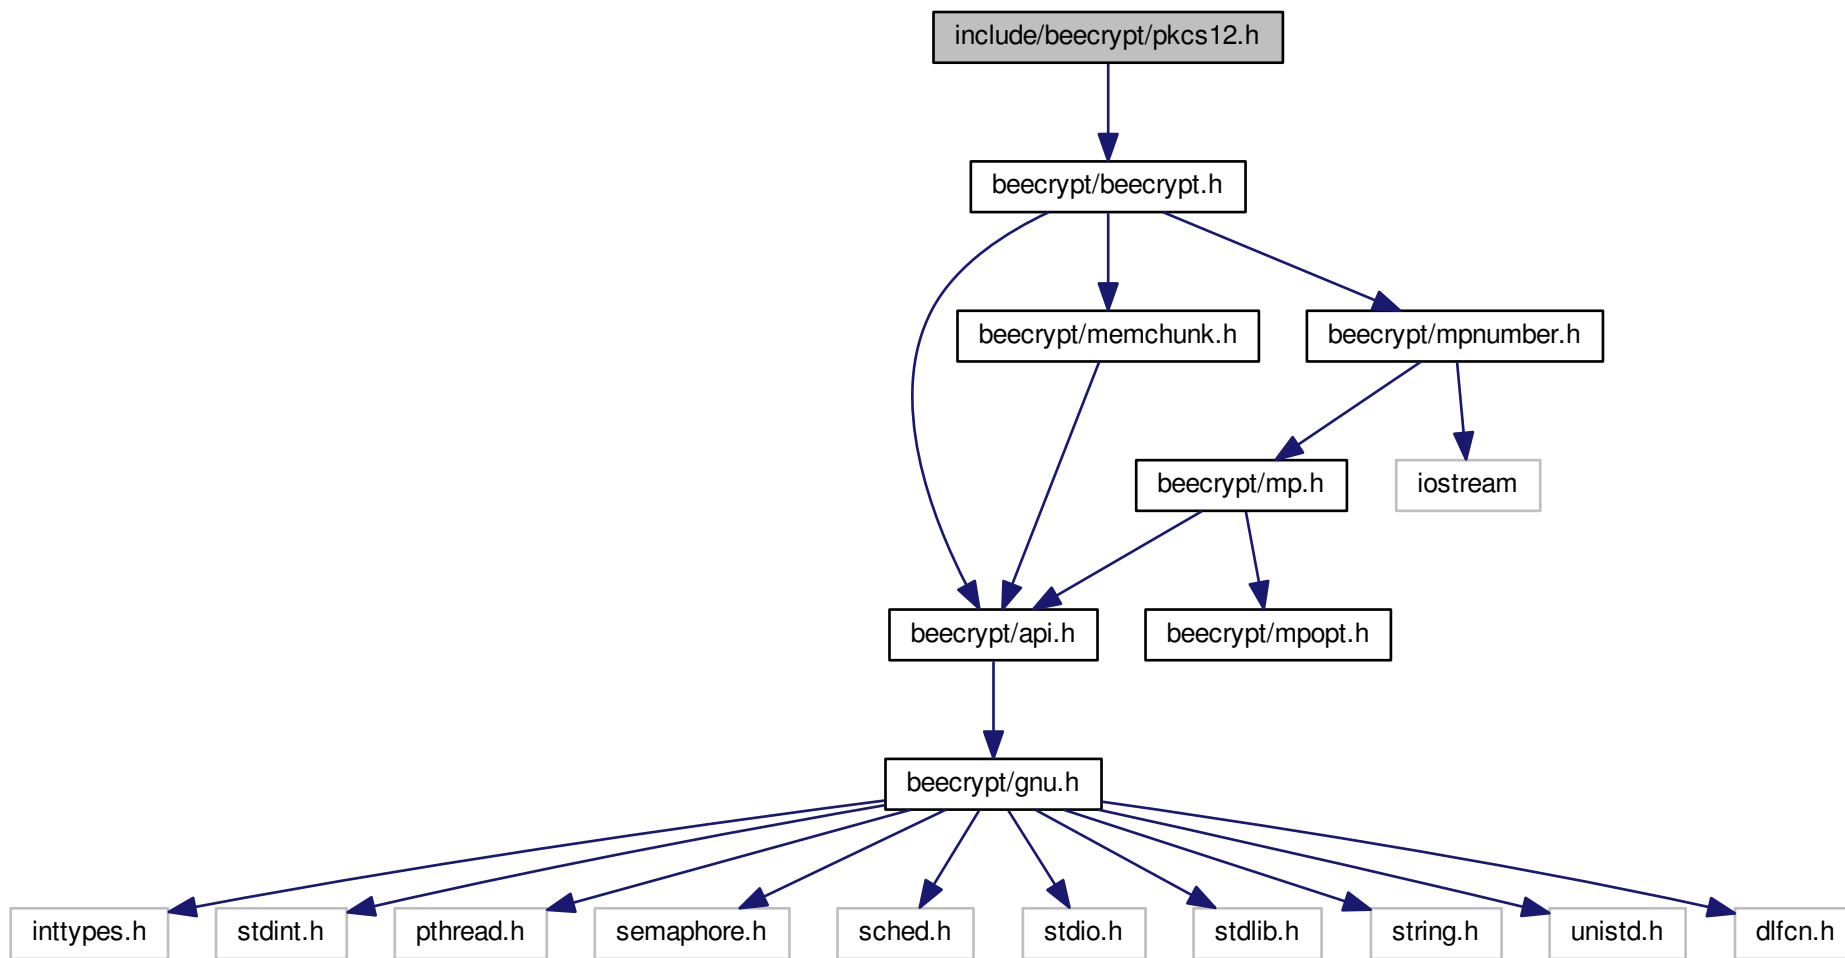 include/beecrypt/pkcs12.h
beecrypt/beecrypt.h
beecrypt/memchunk.h
beecrypt/mpnumber.h
beecrypt/mp.h
iostream
beecrypt/api.h
beecrypt/mpopt.h
beecrypt/gnu.h
inttypes.h
stdint.h
pthread.h
semaphore.h
sched.h
stdio.h
stdlib.h
string.h
unistd.h
dlfcn.h